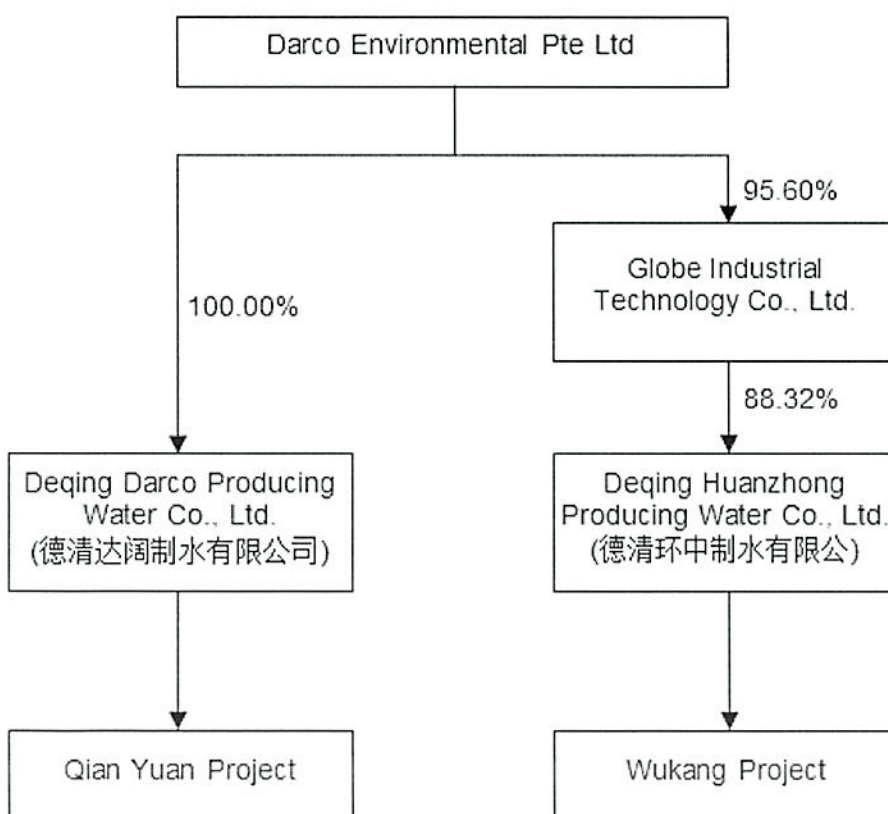 Darco Environmental Pte Ltd
95.60%
Globe Industrial
Technology Co., Ltd.
100.00%
88.32%
Deqing Darco Producing
Water Co., Ltd.
(德清达阔制水有限公司)
Deqing Huanzhong
Producing Water Co., Ltd.
(德清环中制水有限公)
Qian Yuan Project
Wukang Project